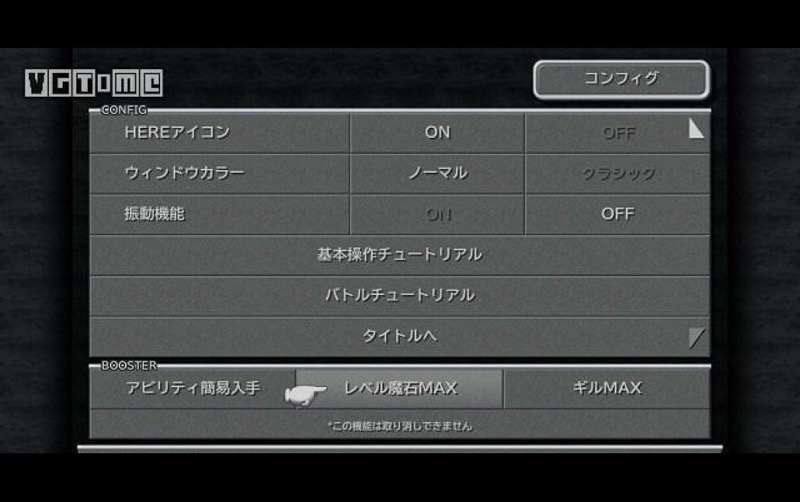 VGTIME
コンフィグ
CONFIG
HEREアイコン ON OFF
ウィンドウカラー ノーマル クラシック
振動機能 ON OFF
基本操作チュートリアル
バトルチュートリアル
タイトルへ
BOOSTER
アビリティ簡易入手 レベル魔石MAX ギルMAX
*この機能は取り消しできません